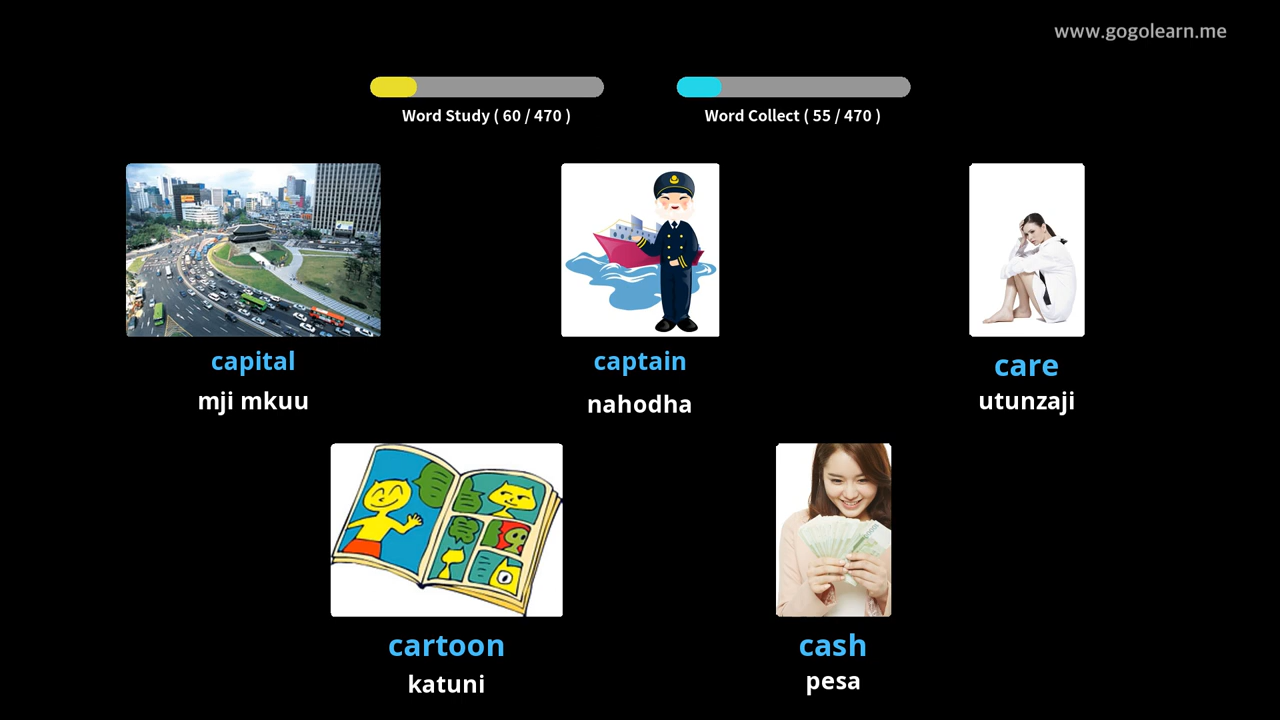 www.gogolearn.me
Word Study ( 60 / 470 )
Word Collect ( 55 / 470 )
capital
mji mkuu
captain
nahodha
care
utunzaji
cartoon
katuni
cash
pesa